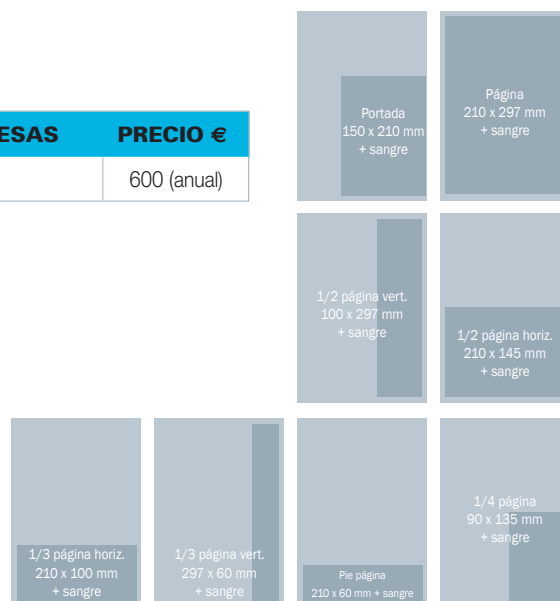 Portada
150 x 210 mm
+ sangre
Página
210 x 297 mm
+ sangre
ESAS PRECIO €
600 (anual)
1/2 página vert.
100 x 297 mm
+ sangre
1/2 página horiz.
210 x 145 mm
+ sangre
1/3 página horiz.
210 x 100 mm
+ sangre
1/3 página vert.
297 x 60 mm
+ sangre
Pie página
210 x 60 mm + sangre
1/4 página
90 x 135 mm
+ sangre